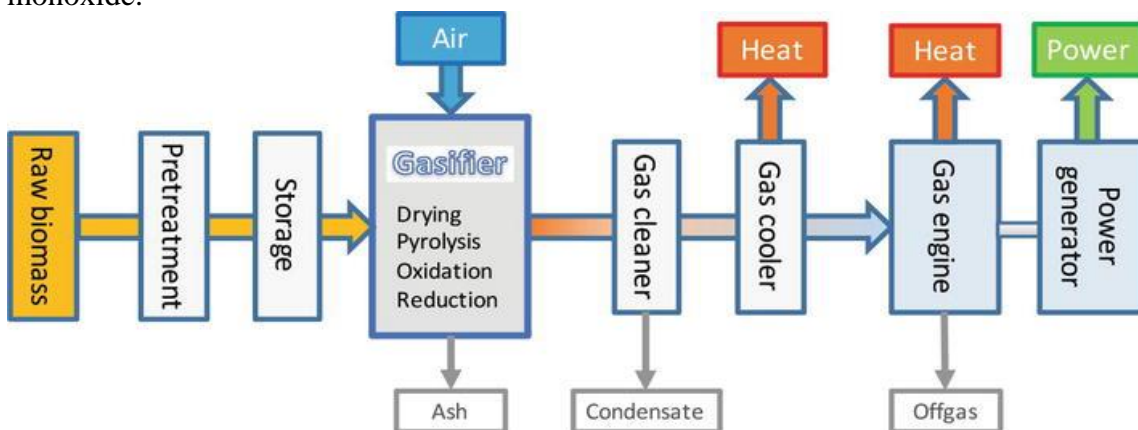 monoxide.
Air
Heat
Heat
Power
Raw biomass
Pretreatment
Storage
Gasifier
Drying
Pyrolysis
Oxidation
Reduction
Gas cleaner
Gas cooler
Gas engine
Power
generator
Ash
Condensate
Offgas